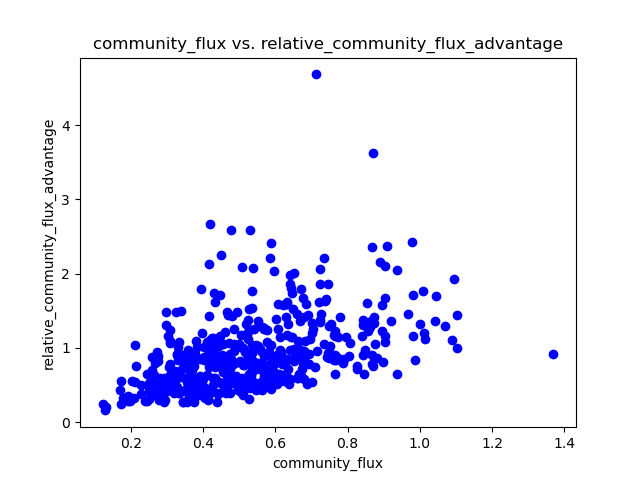 community_flux vs. relative_community_flux_advantage
relative_community_flux_advantage
4
3
2
1
0
0.2 0.4 0.6 0.8 1.0 1.2 1.4
community_flux